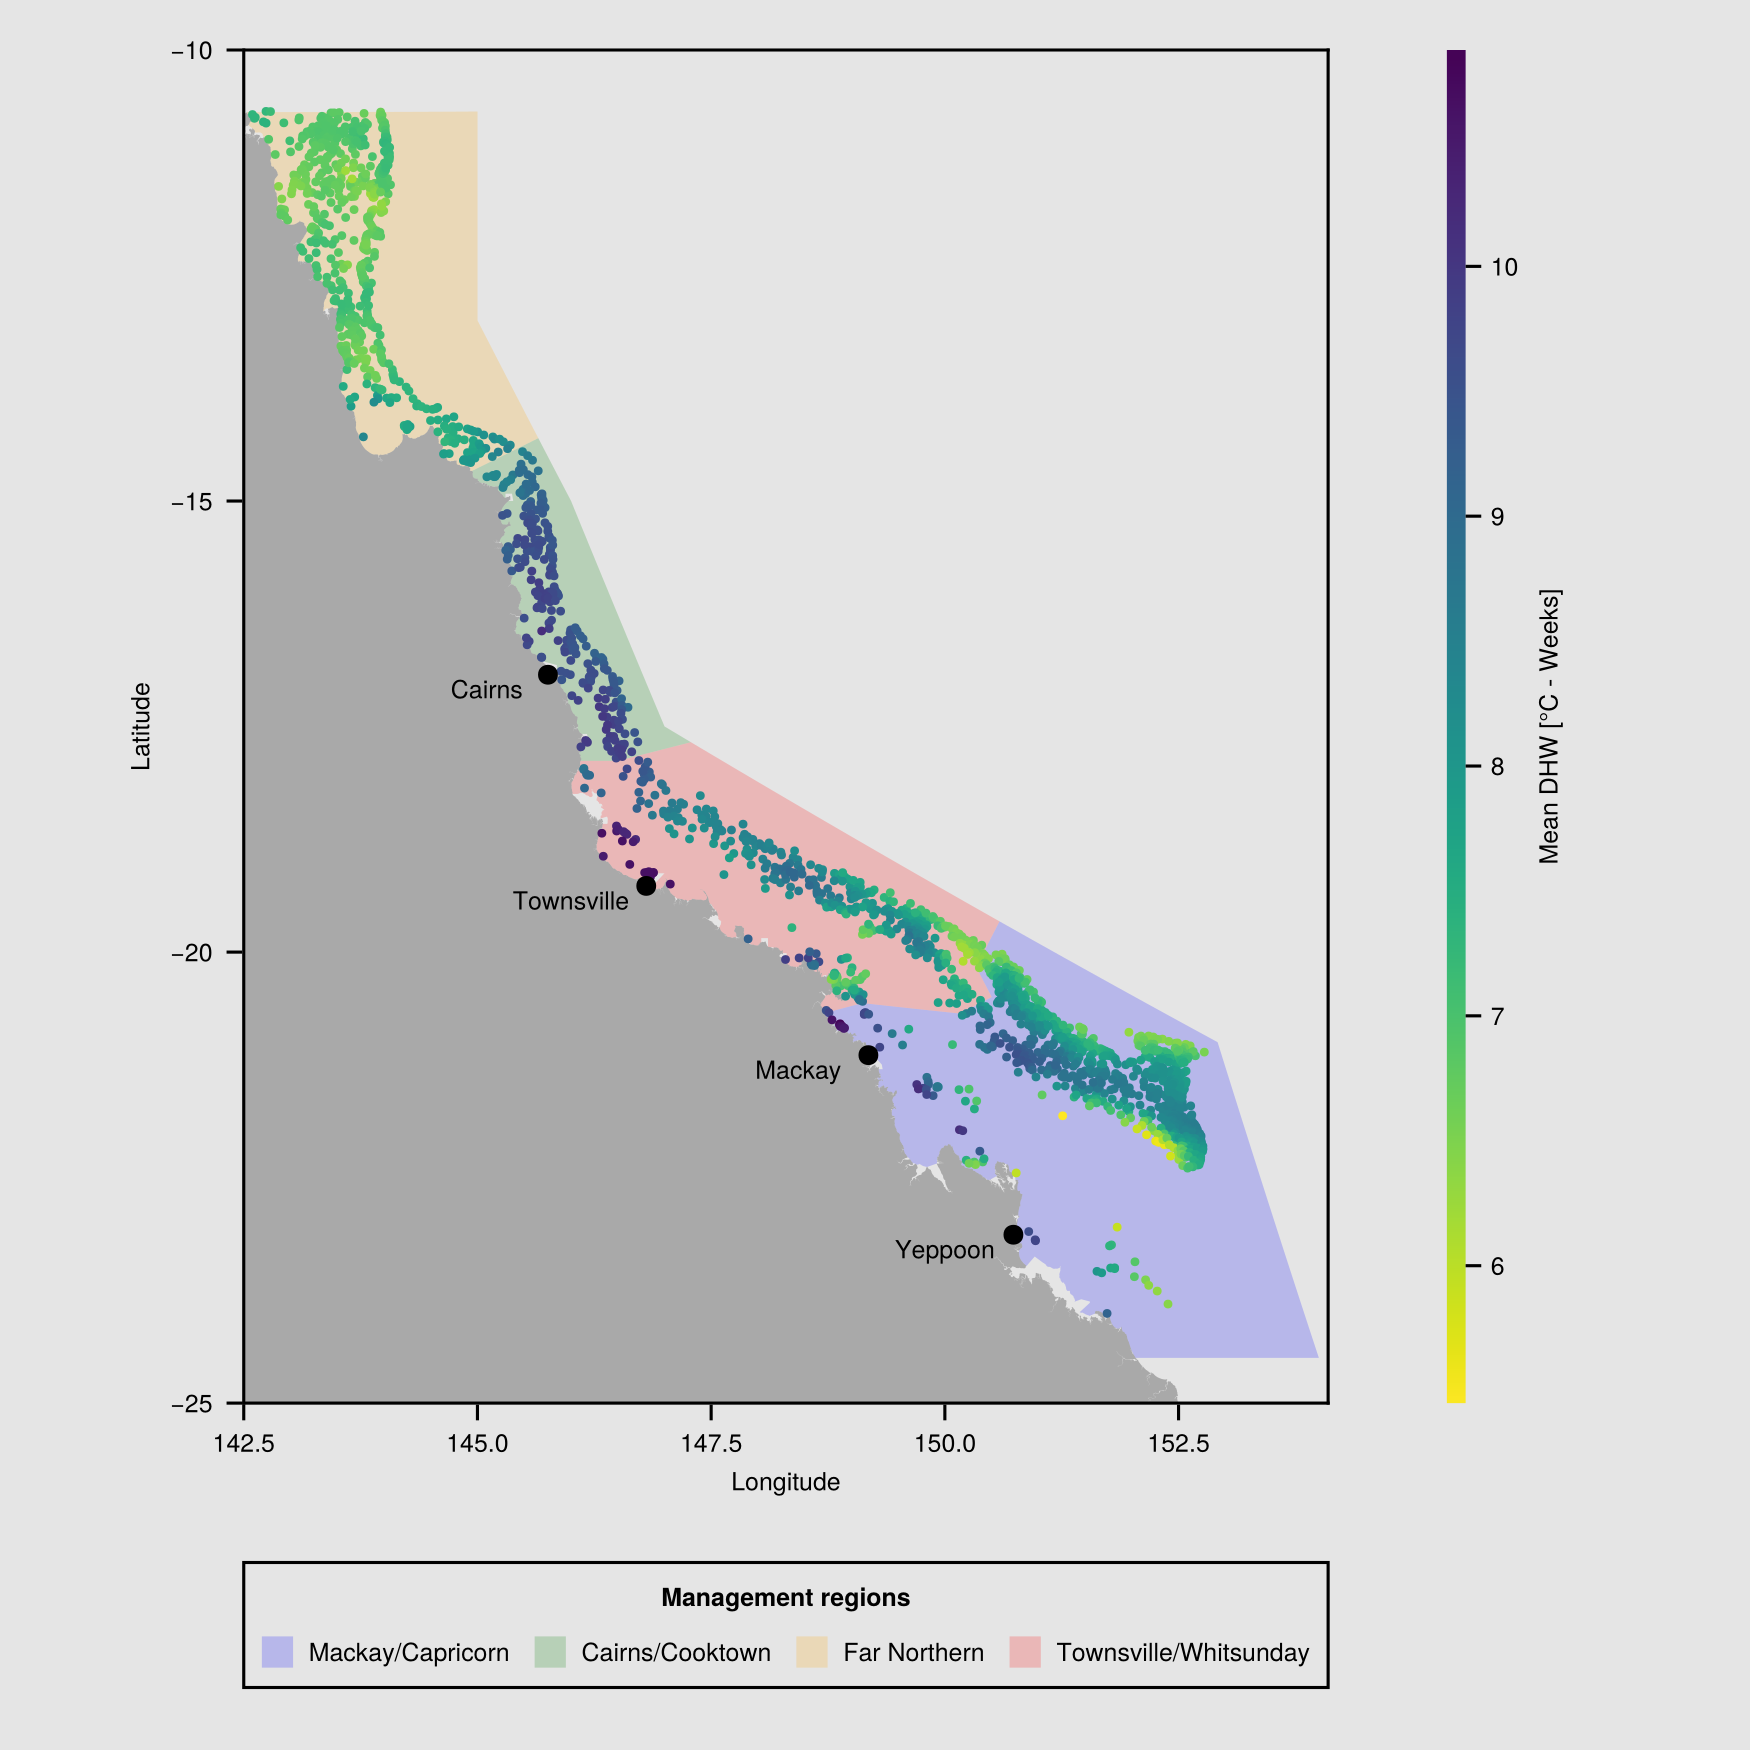 −10
−15
−20
−25
Latitude
Cairns
Townsville
Mackay
Yeppoon
142.5 145.0 147.5 150.0 152.5
Longitude
10
9
8
7
6
Mean DHW [°C - Weeks]
Management regions
Mackay/Capricorn Cairns/Cooktown Far Northern Townsville/Whitsunday